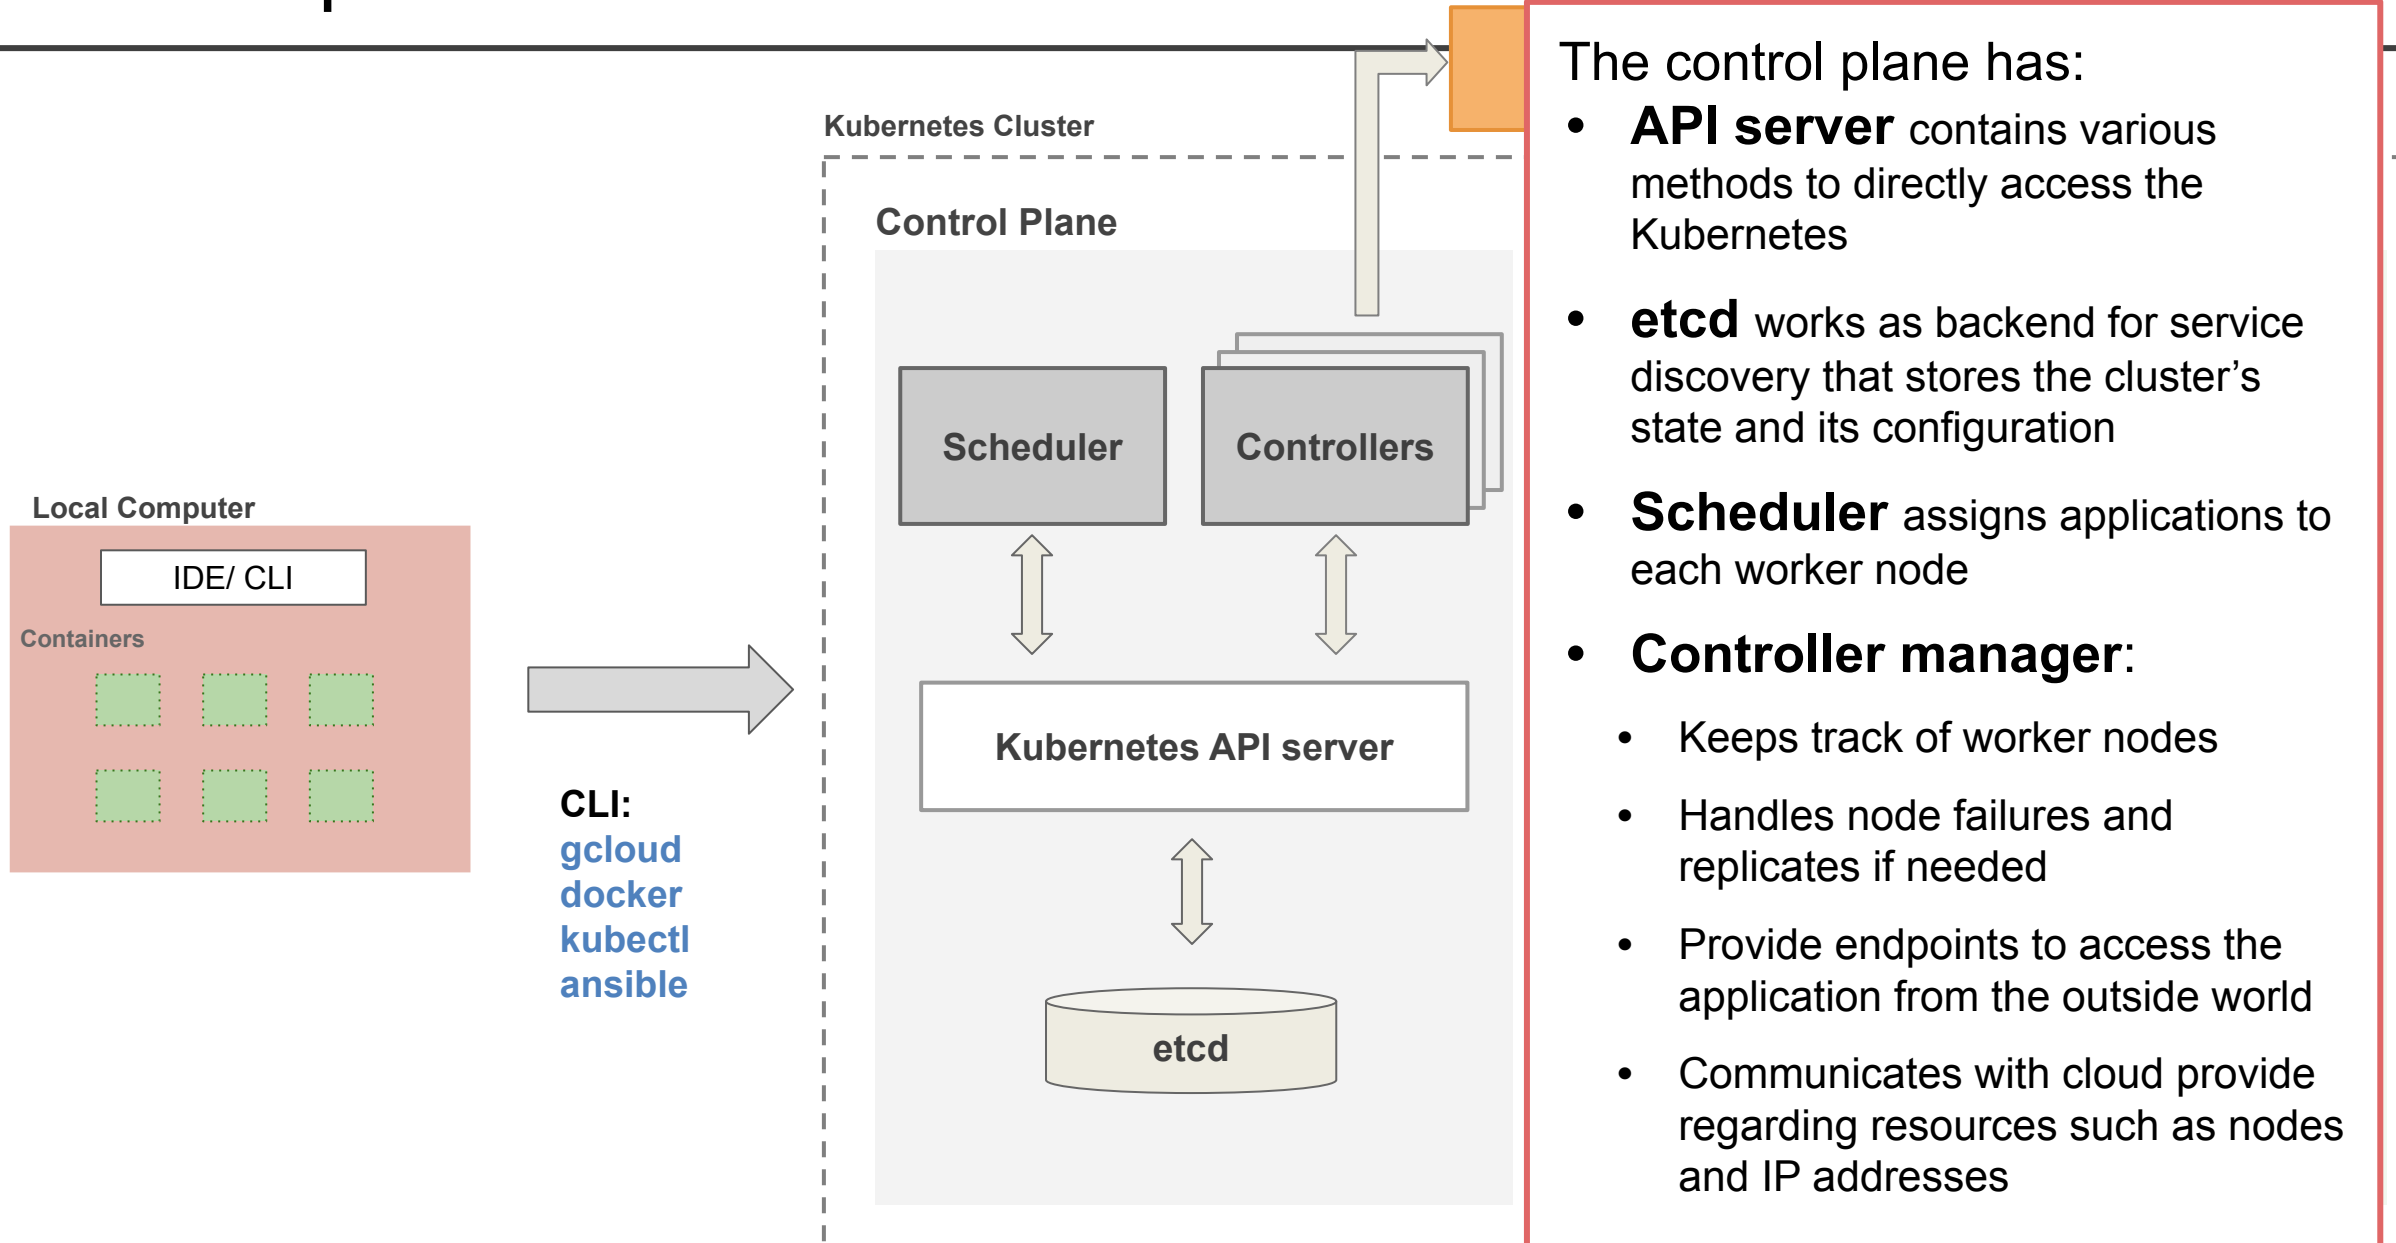 Kubernetes Cluster
Control Plane
Scheduler
Controllers
Local Computer
IDE/ CLI
Containers
Kubernetes API server
CLI:
gcloud
docker
kubectl
ansible
etcd
The control plane has:
• API server contains various
methods to directly access the
Kubernetes
• etcd works as backend for service
discovery that stores the cluster’s
state and its configuration
• Scheduler assigns applications to
each worker node
• Controller manager:
• Keeps track of worker nodes
• Handles node failures and
replicates if needed
• Provide endpoints to access the
application from the outside world
• Communicates with cloud provide
regarding resources such as nodes
and IP addresses